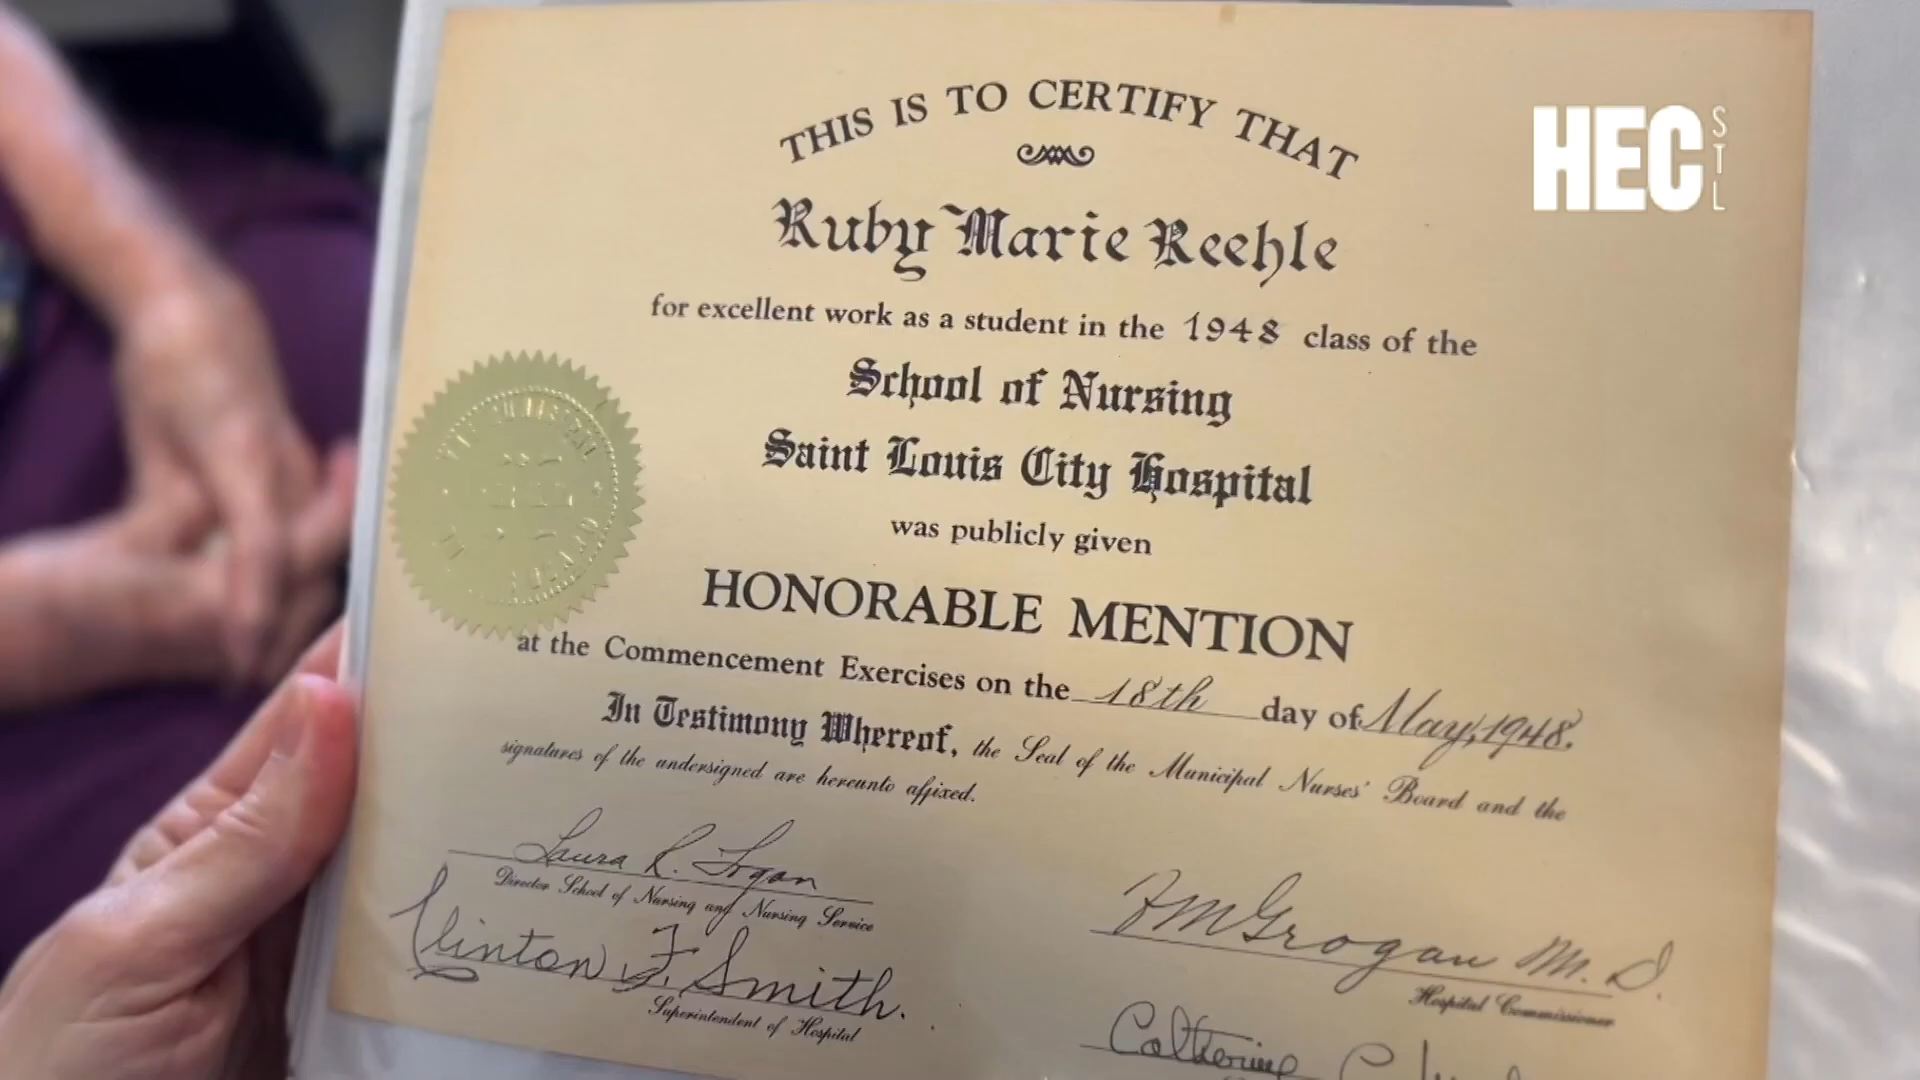 THIS IS TO CERTIFY THAT
HEC
STL
Ruby Marie Reehle
for excellent work as a student in the 1948 class of the
School of Nursing
Saint Louis City Hospital
was publicly given
HONORABLE MENTION
at the Commencement Exercises on the 18th day of May, 1948.
In Testimony Whereof, the Seal of the Municipal Nurses' Board and the
signatures of the undersigned are hereunto affixed.
Laura R. Logan
Director School of Nursing and Nursing Service
Clinton F. Smith.
Superintendent of Hospital
F M Grogan M. D.
Hospital Commissioner
Catherine